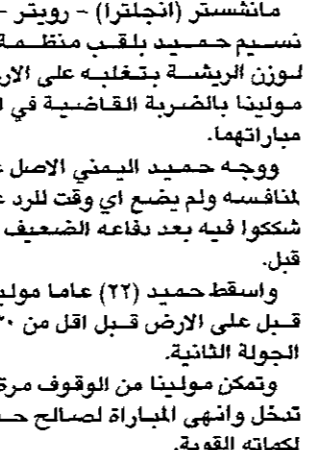 مانشستر (انجلترا) - رويتر -
نسيم حميد بلقب منظمة
لوزن الريشة بتغلبه على الار
مولينا بالضربة القاضية في ا
مباراتهما.
ووجه حميد اليمني الاصل
لمنافسه ولم يضع اي وقت للرد ع
شككوا فيه بعد دفاعه الضعيف
قبل.
واسقط حميد (٢٢) عاما مولي
قبل على الارض قبل اقل من ٣٠
الجولة الثانية.
وتمكن مولينا من الوقوف مرة
تدخل وانهى المباراة لصالح حـ
لكماته القوية.